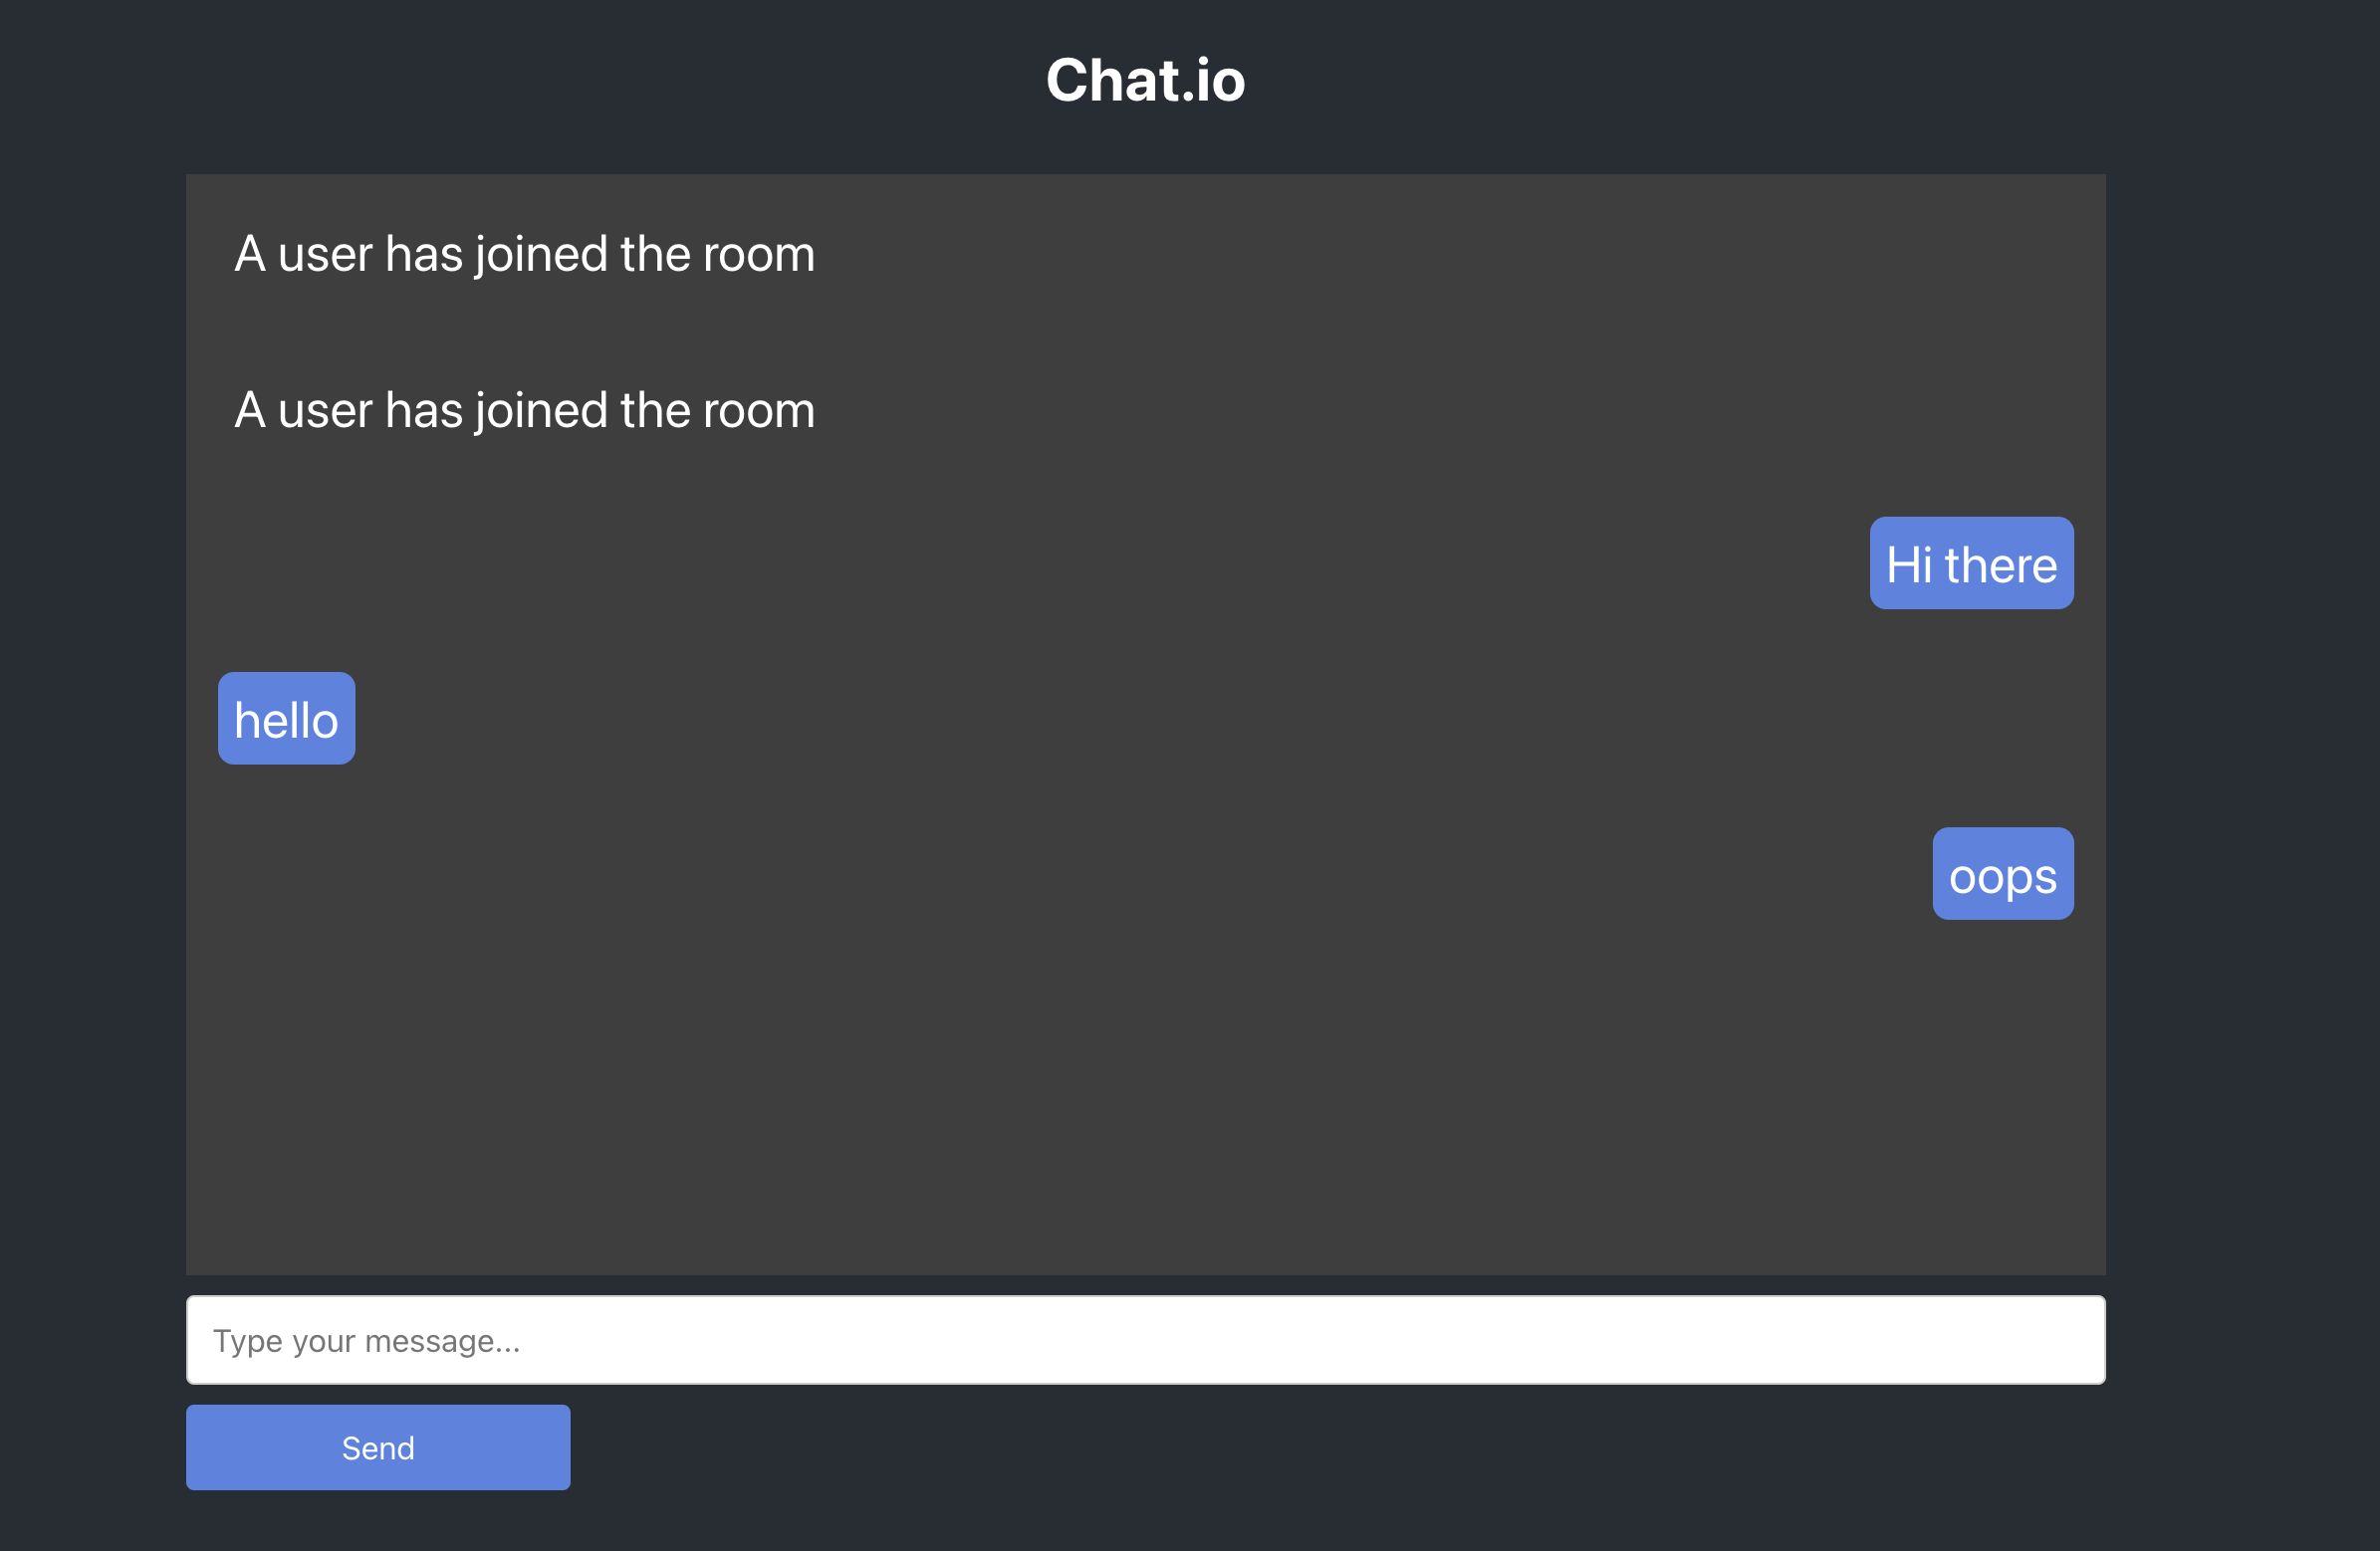 Chat.io
A user has joined the room
A user has joined the room
Hi there
hello
oops
Type your message...
Send